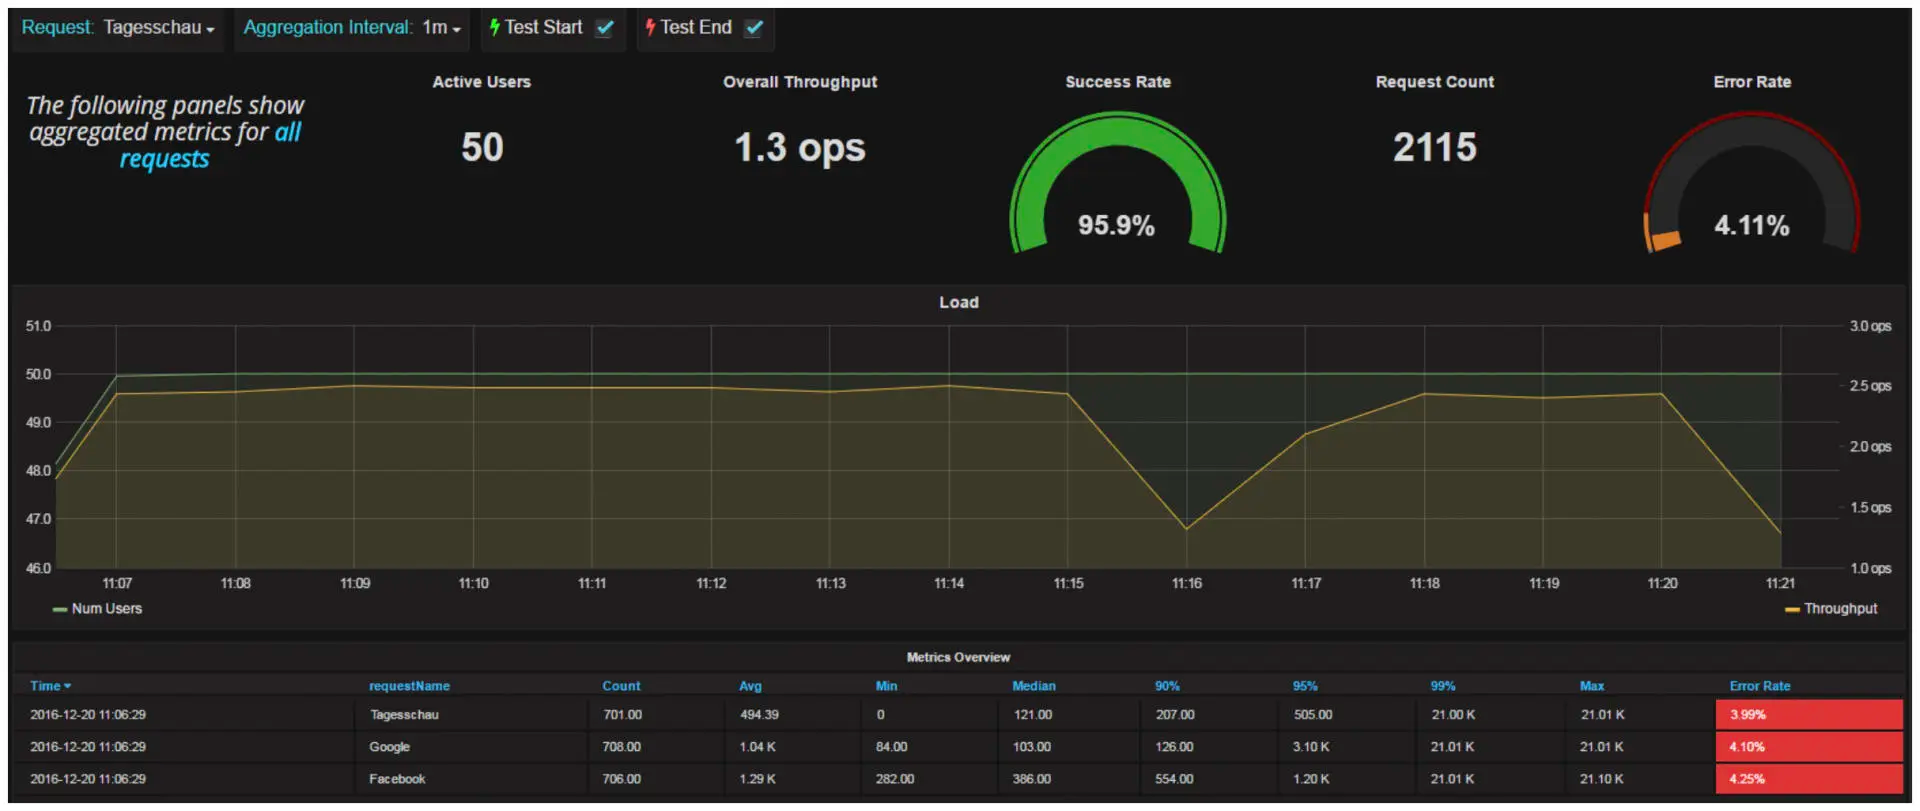 Request: Tagesschau Aggregation Interval: 1m Test Start Test End
The following panels show
aggregated metrics for all
requests
Active Users
50
Overall Throughput
1.3 ops
Success Rate
95.9%
Request Count
2115
Error Rate
4.11%
Load
51.0
50.0
49.0
48.0
47.0
46.0
3.0 ops
2.5 ops
2.0 ops
1.5 ops
1.0 ops
11:07 11:08 11:09 11:10 11:11 11:12 11:13 11:14 11:15 11:16 11:17 11:18 11:19 11:20 11:21
Num Users Throughput
Metrics Overview
Time requestName Count Avg Min Median 90% 95% 99% Max Error Rate
2016-12-20 11:06:29 Tagesschau 701.00 494.39 0 121.00 207.00 505.00 21.00 K 21.01 K 3.99%
2016-12-20 11:06:29 Google 708.00 1.04 K 84.00 103.00 126.00 3.10 K 21.01 K 21.01 K 4.10%
2016-12-20 11:06:29 Facebook 706.00 1.29 K 282.00 386.00 554.00 1.20 K 21.01 K 21.10 K 4.25%